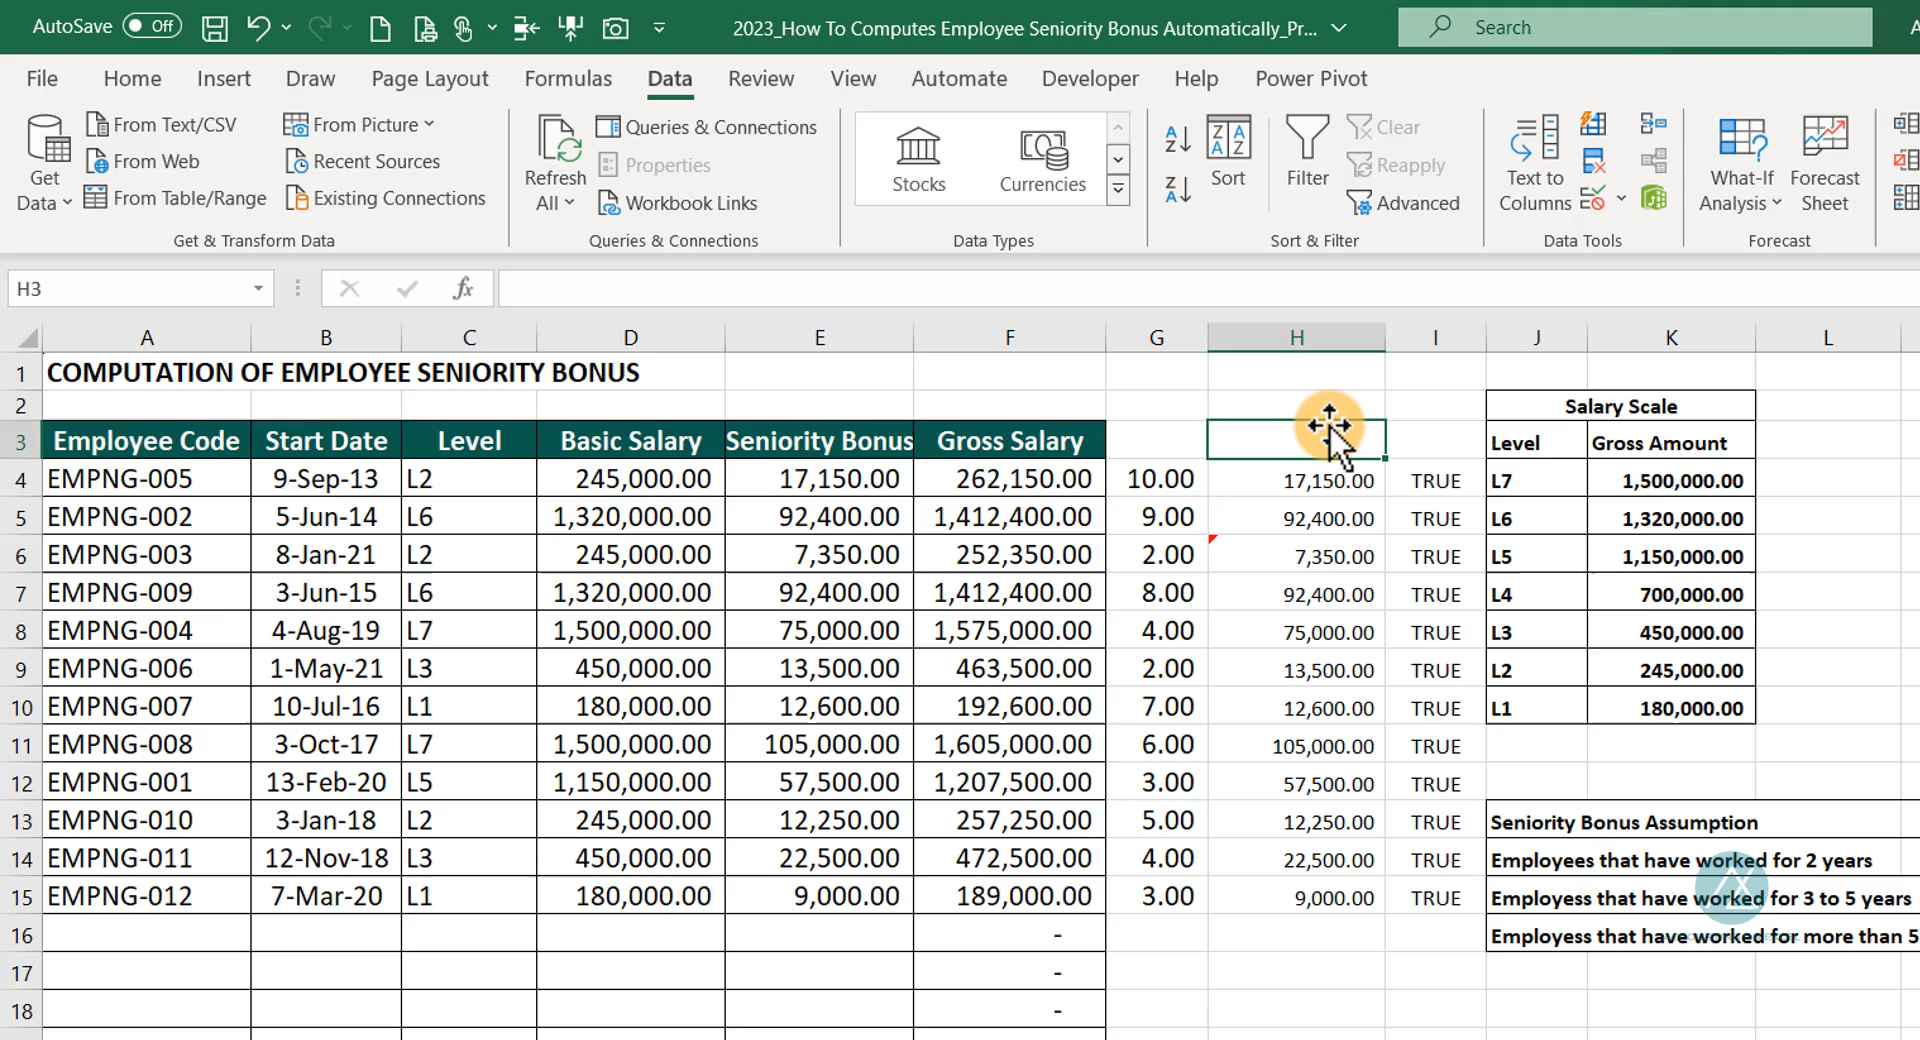 AutoSave Off 2023_How To Computes Employee Seniority Bonus Automatically_Pr... Search
File Home Insert Draw Page Layout Formulas Data Review View Automate Developer Help Power Pivot
Get Data
From Text/CSV
From Web
From Table/Range
From Picture
Recent Sources
Existing Connections
Get & Transform Data
Refresh All
Queries & Connections
Properties
Workbook Links
Queries & Connections
Stocks
Currencies
Data Types
Sort
Filter
Clear
Reapply
Advanced
Sort & Filter
Text to Columns
Data Tools
What-If Analysis
Forecast Sheet
Forecast
H3 fx
A B C D E F G H I J K L
1 COMPUTATION OF EMPLOYEE SENIORITY BONUS
2 Salary Scale
3 Employee Code Start Date Level Basic Salary Seniority Bonus Gross Salary Level Gross Amount
4 EMPNG-005 9-Sep-13 L2 245,000.00 17,150.00 262,150.00 10.00 17,150.00 TRUE L7 1,500,000.00
5 EMPNG-002 5-Jun-14 L6 1,320,000.00 92,400.00 1,412,400.00 9.00 92,400.00 TRUE L6 1,320,000.00
6 EMPNG-003 8-Jan-21 L2 245,000.00 7,350.00 252,350.00 2.00 7,350.00 TRUE L5 1,150,000.00
7 EMPNG-009 3-Jun-15 L6 1,320,000.00 92,400.00 1,412,400.00 8.00 92,400.00 TRUE L4 700,000.00
8 EMPNG-004 4-Aug-19 L7 1,500,000.00 75,000.00 1,575,000.00 4.00 75,000.00 TRUE L3 450,000.00
9 EMPNG-006 1-May-21 L3 450,000.00 13,500.00 463,500.00 2.00 13,500.00 TRUE L2 245,000.00
10 EMPNG-007 10-Jul-16 L1 180,000.00 12,600.00 192,600.00 7.00 12,600.00 TRUE L1 180,000.00
11 EMPNG-008 3-Oct-17 L7 1,500,000.00 105,000.00 1,605,000.00 6.00 105,000.00 TRUE
12 EMPNG-001 13-Feb-20 L5 1,150,000.00 57,500.00 1,207,500.00 3.00 57,500.00 TRUE
13 EMPNG-010 3-Jan-18 L2 245,000.00 12,250.00 257,250.00 5.00 12,250.00 TRUE Seniority Bonus Assumption
14 EMPNG-011 12-Nov-18 L3 450,000.00 22,500.00 472,500.00 4.00 22,500.00 TRUE Employees that have worked for 2 years
15 EMPNG-012 7-Mar-20 L1 180,000.00 9,000.00 189,000.00 3.00 9,000.00 TRUE Employess that have worked for 3 to 5 years
16 - Employess that have worked for more than 5
17 -
18 -